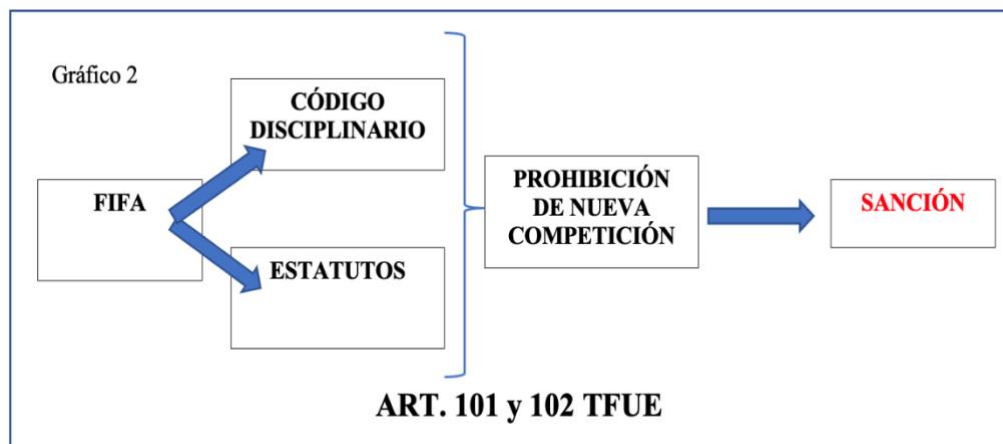 Gráfico 2
CÓDIGO
DISCIPLINARIO
FIFA
ESTATUTOS
PROHIBICIÓN
DE NUEVA
COMPETICIÓN
SANCIÓN
ART. 101 y 102 TFUE